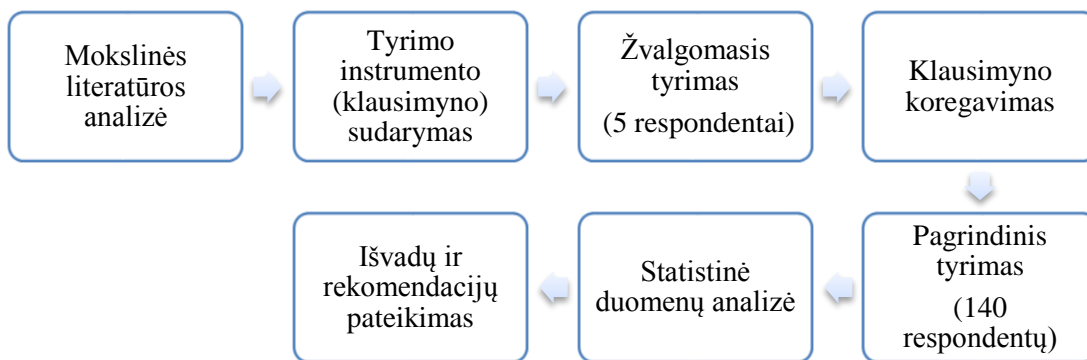 Mokslinės
literatūros
analizė
Tyrimo
instrumento
(klausimyno)
sudarymas
Žvalgomasis
tyrimas
(5 respondentai)
Klausimyno
koregavimas
Pagrindinis
tyrimas
(140
respondentų)
Statistinė
duomenų analizė
Išvadų ir
rekomendacijų
pateikimas